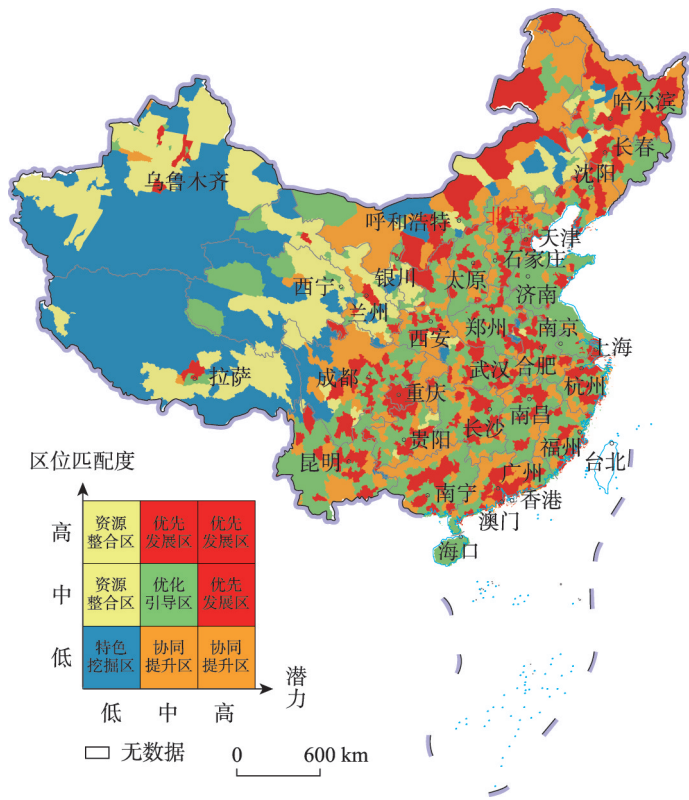 哈尔滨
长春
乌鲁木齐
沈阳
呼和浩特
北京
天津
银川
太原
石家庄
西宁
济南
兰州
西安
郑州
南京
上海
拉萨
成都
武汉
合肥
重庆
杭州
南昌
贵阳
长沙
福州
昆明
台北
广州
南宁
香港
澳门
海口
区位匹配度
高
资源
整合区
优先
发展区
优先
发展区
中
资源
整合区
优化
引导区
优先
发展区
低
特色
挖掘区
协同
提升区
协同
提升区
潜力
低
中
高
无数据
0
600 km